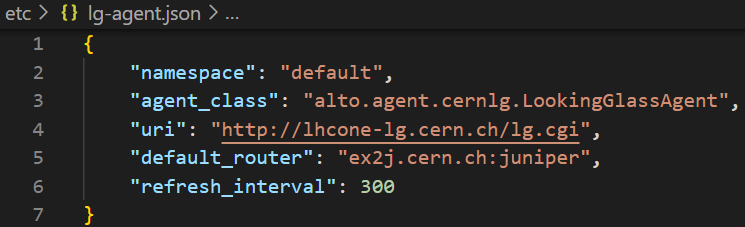 etc > {} lg-agent.json > ...
1 {
2 "namespace": "default",
3 "agent_class": "alto.agent.cernlg.LookingGlassAgent",
4 "uri": "http://lhcone-lg.cern.ch/lg.cgi",
5 "default_router": "ex2j.cern.ch:juniper",
6 "refresh_interval": 300
7 }